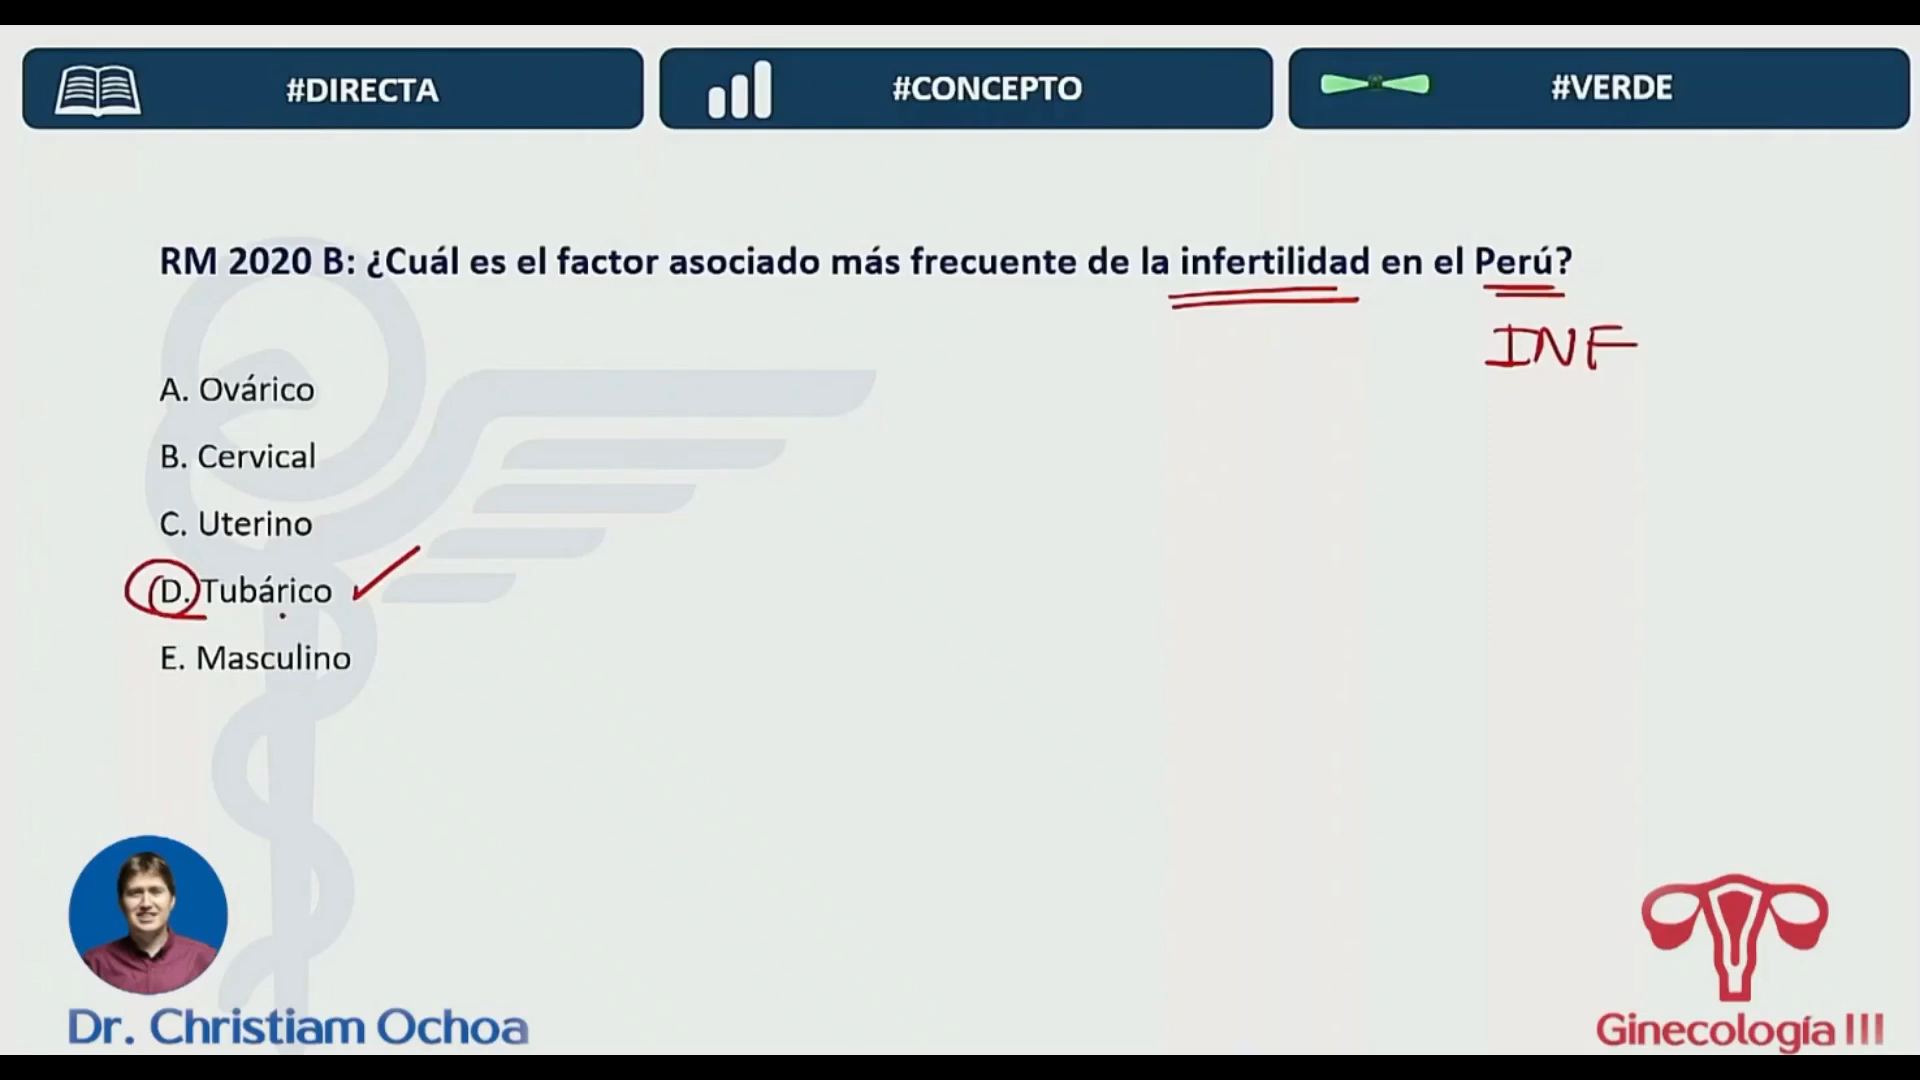 #DIRECTA
#CONCEPTO
#VERDE
RM 2020 B: ¿Cuál es el factor asociado más frecuente de la infertilidad en el Perú?
INF
A. Ovárico
B. Cervical
C. Uterino
D. Tubárico
E. Masculino
Dr. Christiam Ochoa
Ginecología III